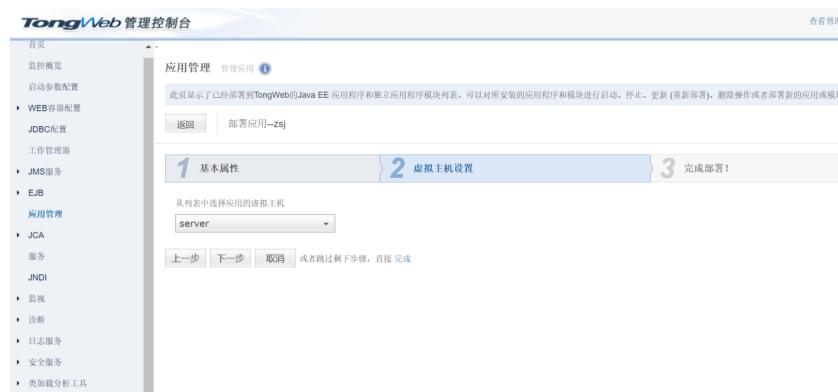 TongWeb 管理控制台
查看帮
首页
监控概览
启动参数配置
WEB容器配置
JDBC配置
工作管理器
JMS服务
EJB
应用管理
JCA
服务
JNDI
监视
诊断
日志服务
安全服务
类加载分析工具
应用管理 管理应用
此页显示了已经部署到TongWeb的Java EE 应用程序和独立应用程序模块列表。可以对所安装的应用程序和模块进行启动、停止、更新 (重新部署)、删除操作或者部署新的应用或模
返回 部署应用--zsj
1 基本属性 2 虚拟主机设置 3 完成部署!
从列表中选择应用的虚拟主机
server
上一步 下一步 取消 或者跳过剩下步骤, 直接 完成